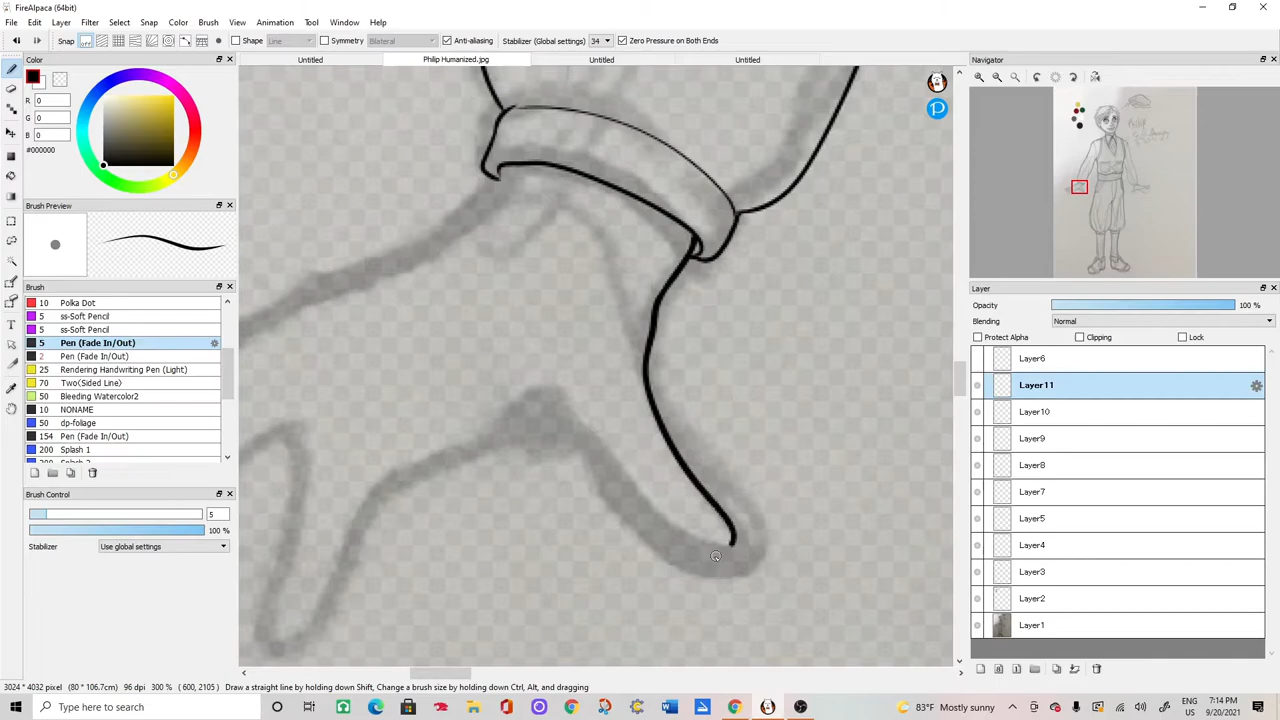 FireAlpaca (64bit)
File Edit Layer Filter Select Snap Color Brush View Animation Tool Window Help
Snap Off Shape Line Symmetry Bilateral Anti-aliasing Stabilizer (Global settings) 34 Zero Pressure on Both Ends
Color
R 0
G 0
B 0
#000000
Brush Preview
Brush
10 Polka Dot
5 ss-Soft Pencil
5 ss-Soft Pencil
5 Pen (Fade In/Out)
2 Pen (Fade In/Out)
25 Rendering Handwriting Pen (Light)
70 Two(Sided Line)
50 Bleeding Watercolor2
10 NONAME
50 dp-foliage
154 Pen (Fade In/Out)
200 Splash 1
Brush Control
5
100 %
Stabilizer Use global settings
Untitled Philip Humanized.jpg Untitled Untitled
P
Navigator
Layer
Opacity 100 %
Blending Normal
Protect Alpha Clipping Lock
Layer6
Layer11
Layer10
Layer9
Layer8
Layer7
Layer5
Layer4
Layer3
Layer2
Layer1
3024 * 4032 pixel (80 * 106.7cm) 96 dpi 300 % (600, 2105) Draw a straight line by holding down Shift, Change a brush size by holding down Ctrl, Alt, and dragging
Type here to search
83°F Mostly sunny
ENG
US
7:14 PM
9/20/2021